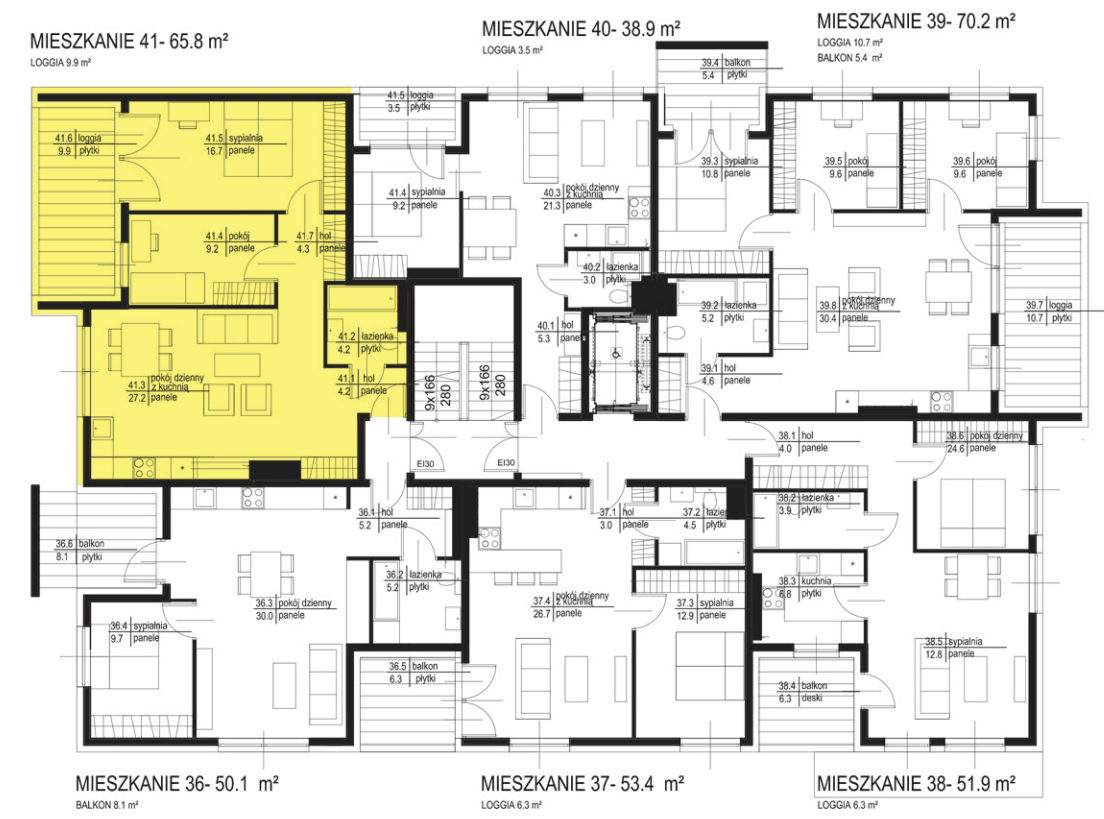 MIESZKANIE 41- 65.8 m²
LOGGIA 9.9 m²
MIESZKANIE 40- 38.9 m²
LOGGIA 3.5 m²
MIESZKANIE 39- 70.2 m²
LOGGIA 10.7 m²
BALKON 5.4 m²
39.4 balkon
5.4 płytki
41.5 loggia
3.5 płytki
41.6 loggia
9.9 płytki
41.5 sypialnia
16.7 panele
39.3 sypialnia
10.8 panele
39.5 pokój
9.6 panele
39.6 pokój
9.6 panele
41.4 sypialnia
9.2 panele
40.3 pokój dzienny
z kuchnią
21.3 panele
41.4 pokój
9.2 panele
41.7 hol
4.3 panele
40.2 łazienka
3.0 płytki
39.2 łazienka
5.2 płytki
39.8 pokój dzienny
z kuchnią
30.4 panele
39.7 loggia
10.7 płytki
41.2 łazienka
4.2 płytki
40.1 hol
5.3 panele
41.3 pokój dzienny
z kuchnią
27.2 panele
41.1 hol
4.2 panele
9x166
280
9x166
280
39.1 hol
4.6 panele
EI30
EI30
38.1 hol
4.0 panele
38.6 pokój dzienny
24.6 panele
36.1 hol
5.2 panele
37.1 hol
3.0 panele
37.2 łazienka
4.5 płytki
38.2 łazienka
3.9 płytki
36.6 balkon
8.1 płytki
36.2 łazienka
5.2 płytki
38.3 kuchnia
6.8 płytki
36.3 pokój dzienny
30.0 panele
37.4 pokój dzienny
z kuchnią
26.7 panele
37.3 sypialnia
12.9 panele
36.4 sypialnia
9.7 panele
38.5 sypialnia
12.8 panele
36.5 balkon
6.3 płytki
38.4 balkon
6.3 deski
MIESZKANIE 36- 50.1 m²
BALKON 8.1 m²
MIESZKANIE 37- 53.4 m²
LOGGIA 6.3 m²
MIESZKANIE 38- 51.9 m²
LOGGIA 6.3 m²